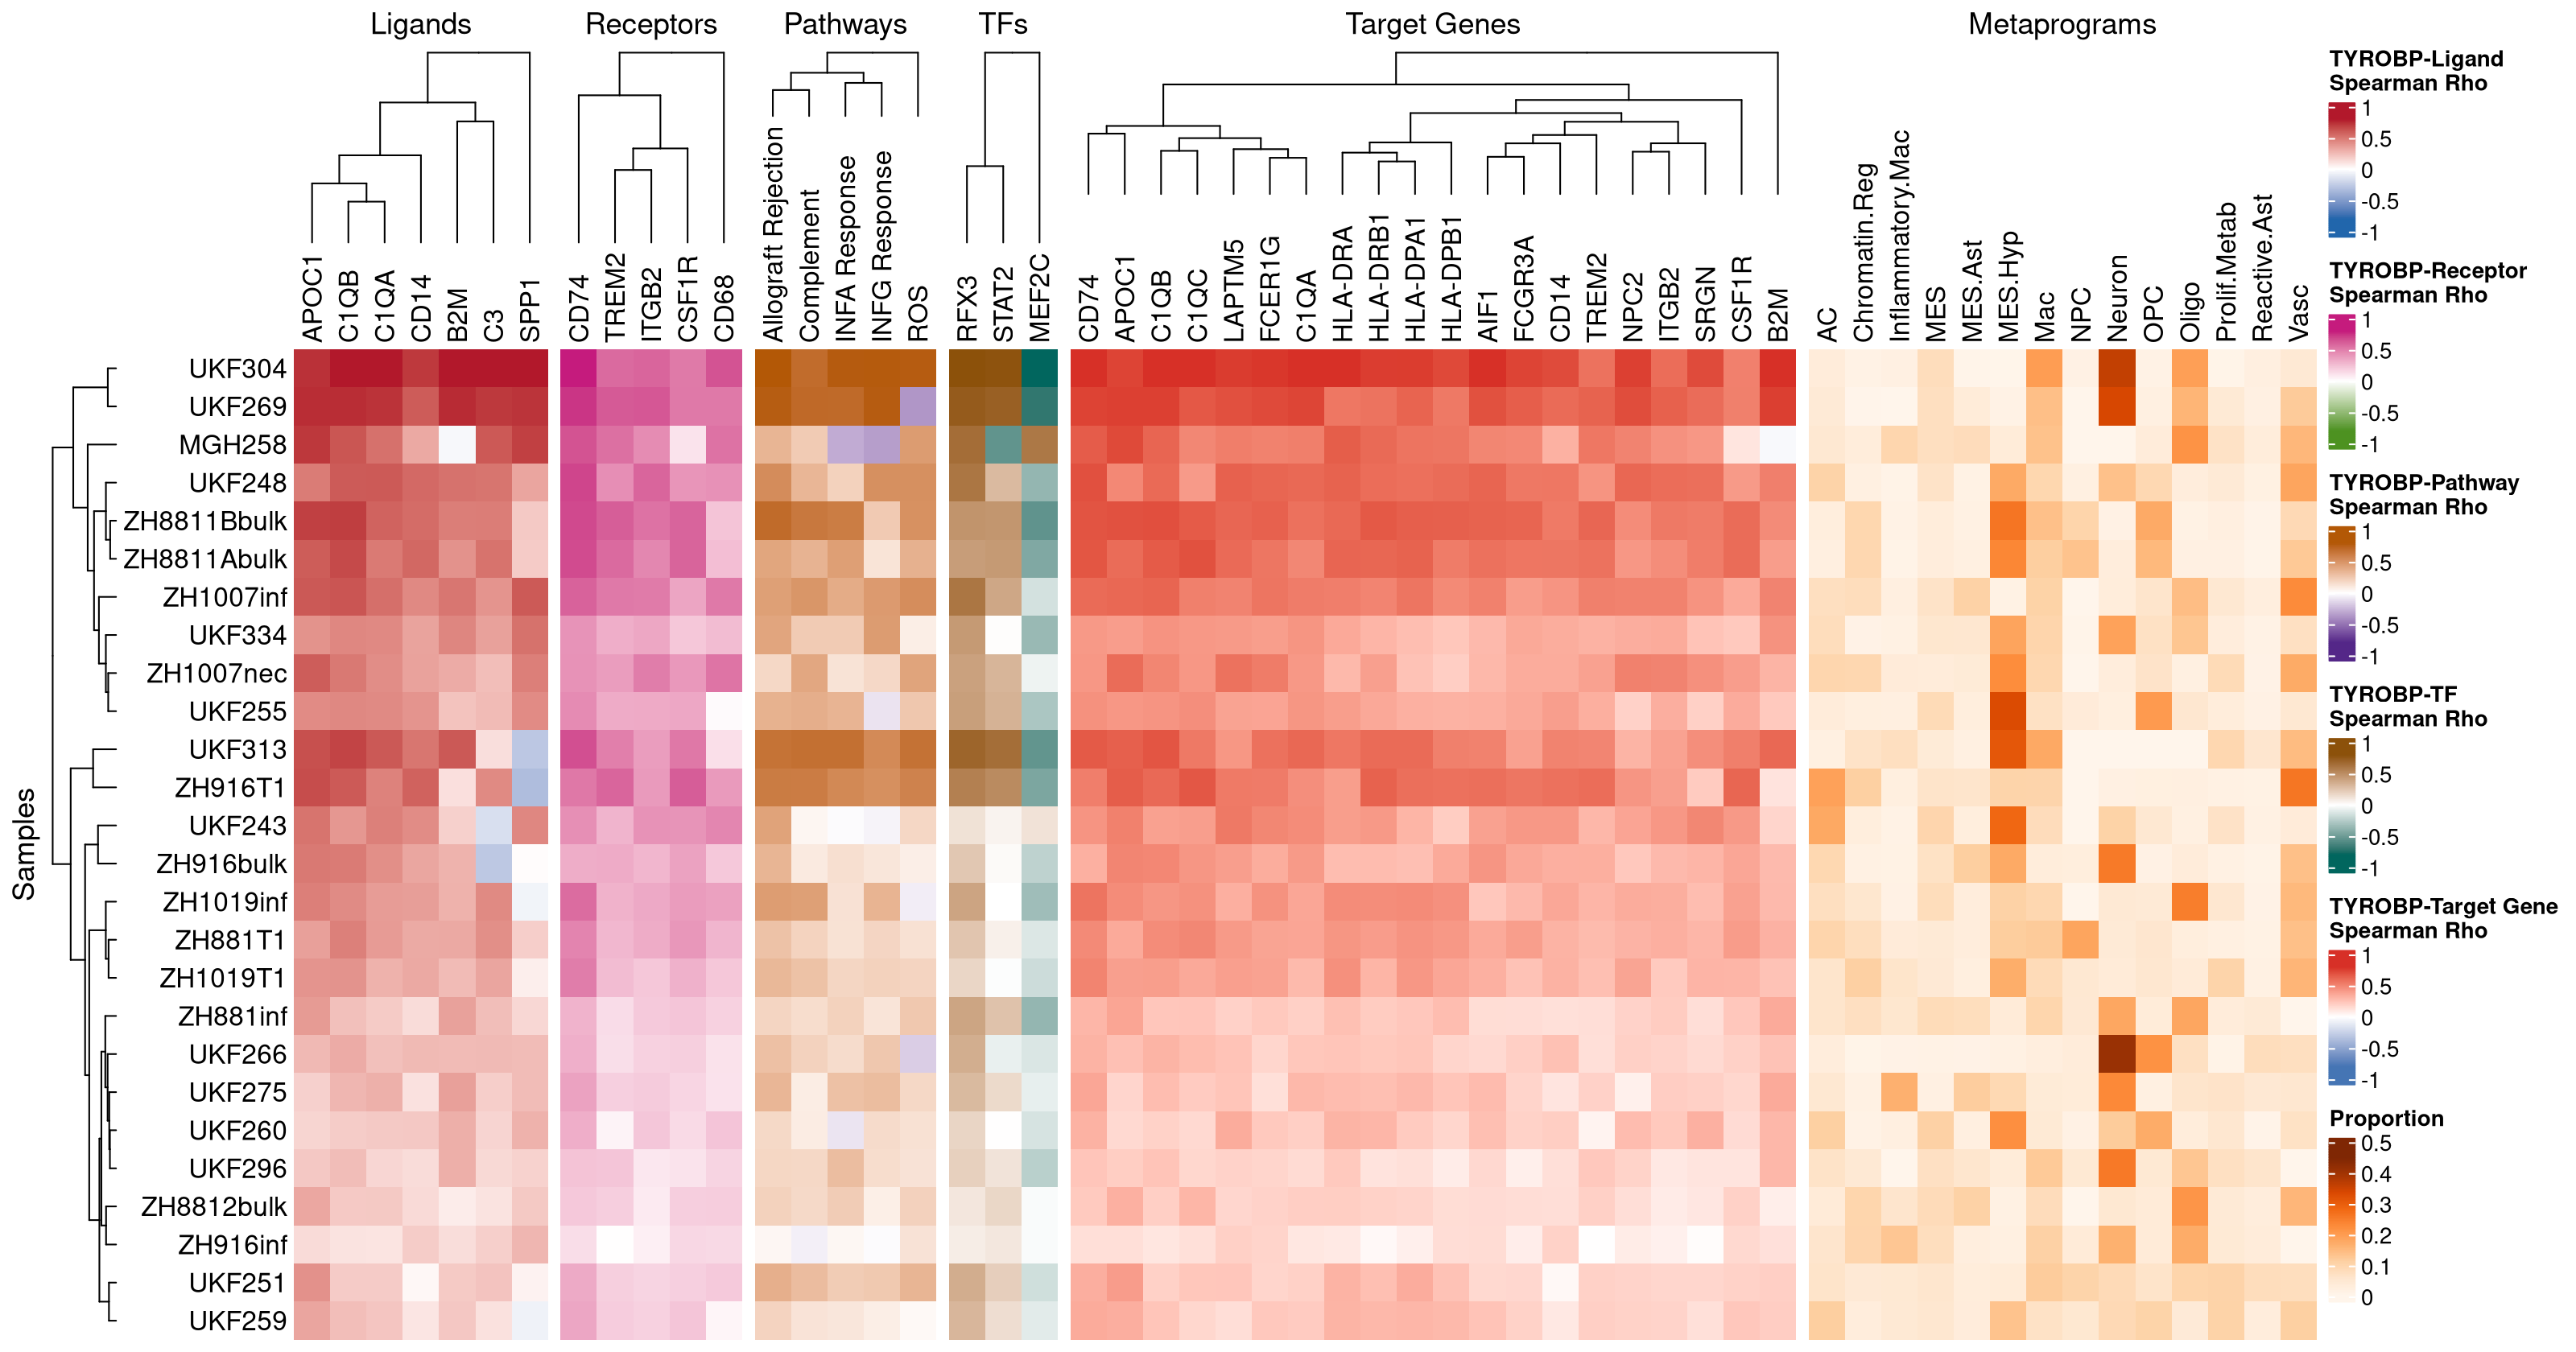 Ligands
Receptors
Pathways
TFs
Target Genes
Metaprograms
APOC1
C1QB
C1QA
CD14
B2M
C3
SPP1
CD74
TREM2
ITGB2
CSF1R
CD68
Allograft Rejection
Complement
INFA Response
INFG Response
ROS
RFX3
STAT2
MEF2C
CD74
APOC1
C1QB
C1QC
LAPTM5
FCER1G
C1QA
HLA-DRA
HLA-DRB1
HLA-DPA1
HLA-DPB1
AIF1
FCGR3A
CD14
TREM2
NPC2
ITGB2
SRGN
CSF1R
B2M
AC
Chromatin.Reg
Inflammatory.Mac
MES
MES.Ast
MES.Hyp
Mac
NPC
Neuron
OPC
Oligo
Prolif.Metab
Reactive.Ast
Vasc
Samples
UKF304
UKF269
MGH258
UKF248
ZH8811Bbulk
ZH8811Abulk
ZH1007inf
UKF334
ZH1007nec
UKF255
UKF313
ZH916T1
UKF243
ZH916bulk
ZH1019inf
ZH881T1
ZH1019T1
ZH881inf
UKF266
UKF275
UKF260
UKF296
ZH8812bulk
ZH916inf
UKF251
UKF259
TYROBP-Ligand
Spearman Rho
1
0.5
0
-0.5
-1
TYROBP-Receptor
Spearman Rho
1
0.5
0
-0.5
-1
TYROBP-Pathway
Spearman Rho
1
0.5
0
-0.5
-1
TYROBP-TF
Spearman Rho
1
0.5
0
-0.5
-1
TYROBP-Target Gene
Spearman Rho
1
0.5
0
-0.5
-1
Proportion
0.5
0.4
0.3
0.2
0.1
0